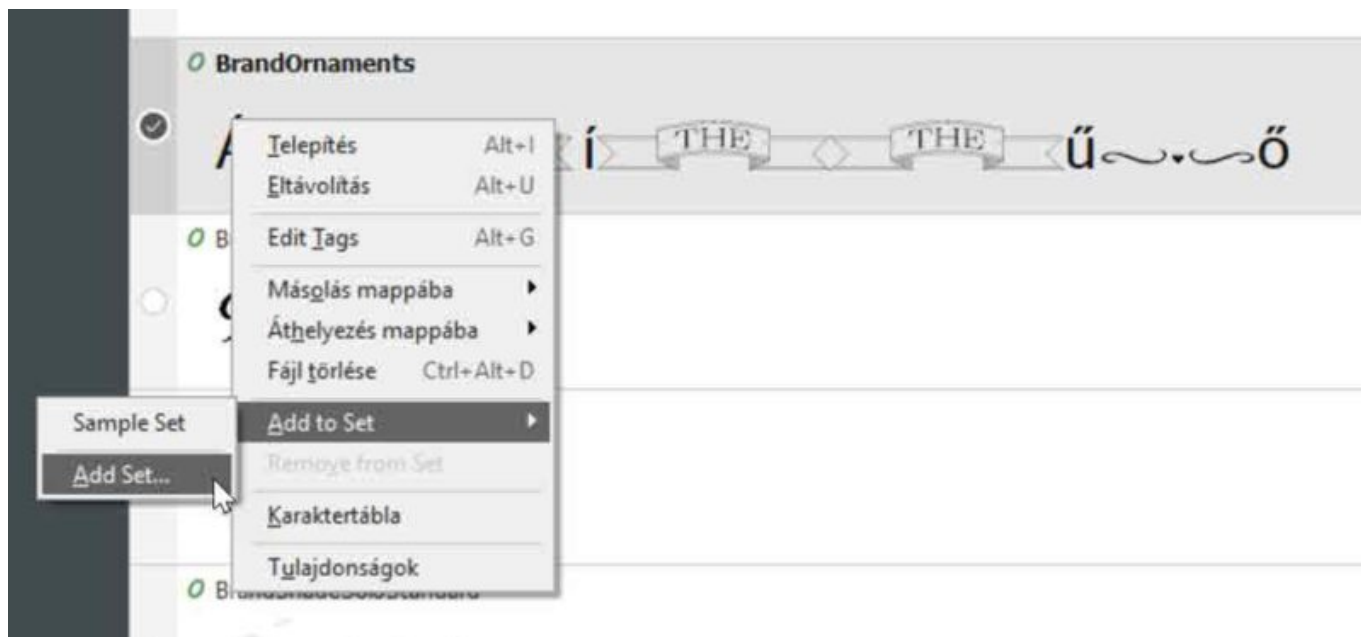 BrandOrnaments
Á
í THE THE ű ő
Telepítés Alt+I
Eltávolítás Alt+U
B
Edit Tags Alt+G
Másolás mappába
Áthelyezés mappába
Fájl törlése Ctrl+Alt+D
Sample Set
Add to Set
Add Set...
Remove from Set
Karaktertábla
Tulajdonságok